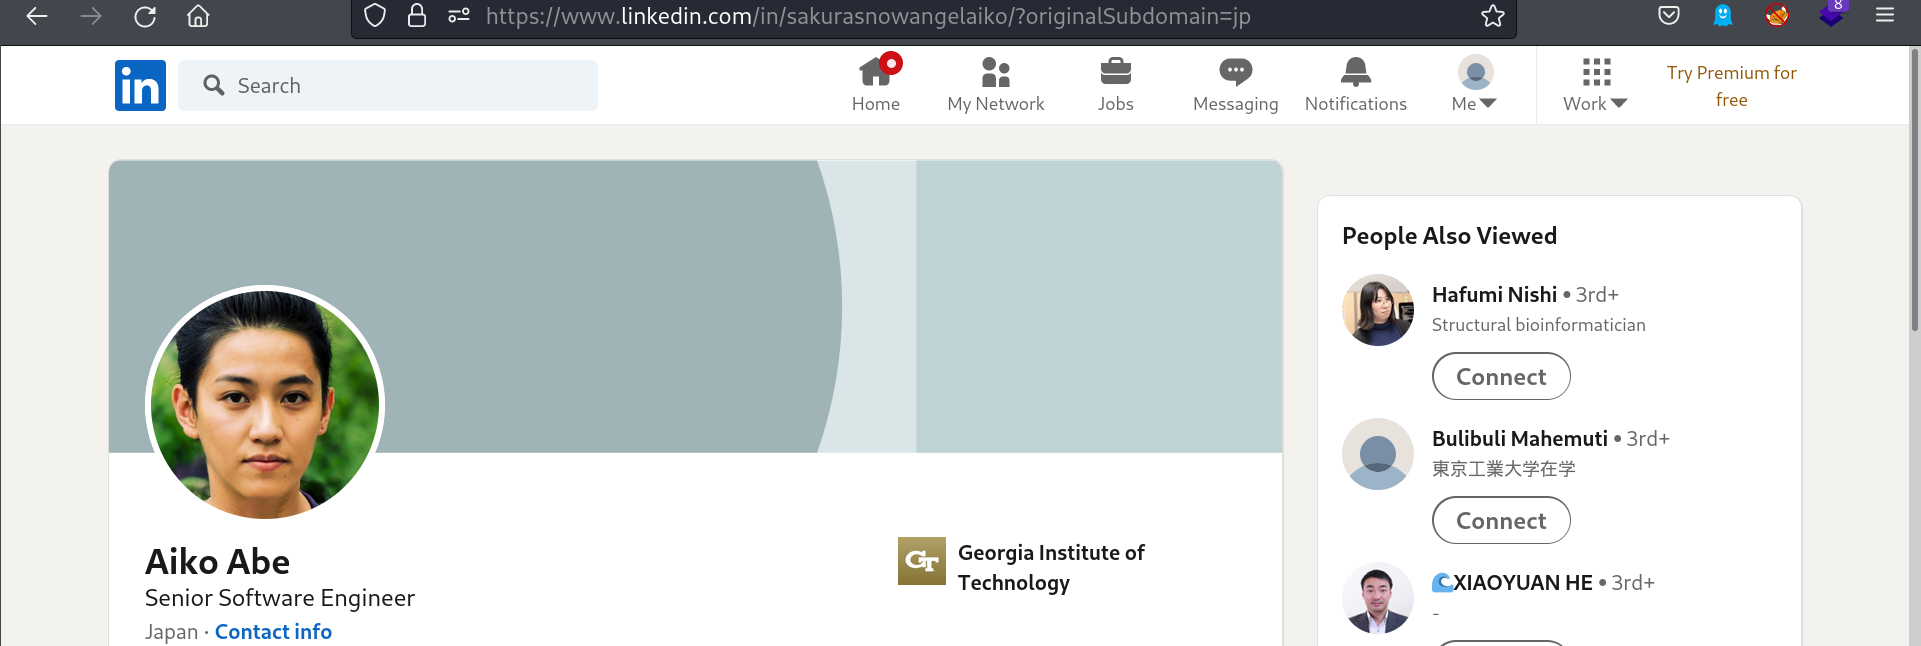 https://www.linkedin.com/in/sakurasnowangelaiko/?originalSubdomain=jp
8
in
Search
Home
My Network
Jobs
Messaging
Notifications
Me
Work
Try Premium for
free
Aiko Abe
Senior Software Engineer
Japan · Contact info
GT
Georgia Institute of
Technology
People Also Viewed
Hafumi Nishi • 3rd+
Structural bioinformatician
Connect
Bulibuli Mahemuti • 3rd+
東京工業大学在学
Connect
🌊XIAOYUAN HE • 3rd+
-